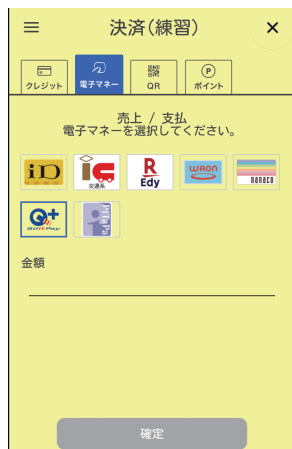 決済(練習)
クレジット
電子マネー
QR
ポイント
売上 / 支払
電子マネーを選択してください。
iD
交通系
R
Edy
WAON
nanaco
Q+
QUICPay
PiTaPa
金額
確定